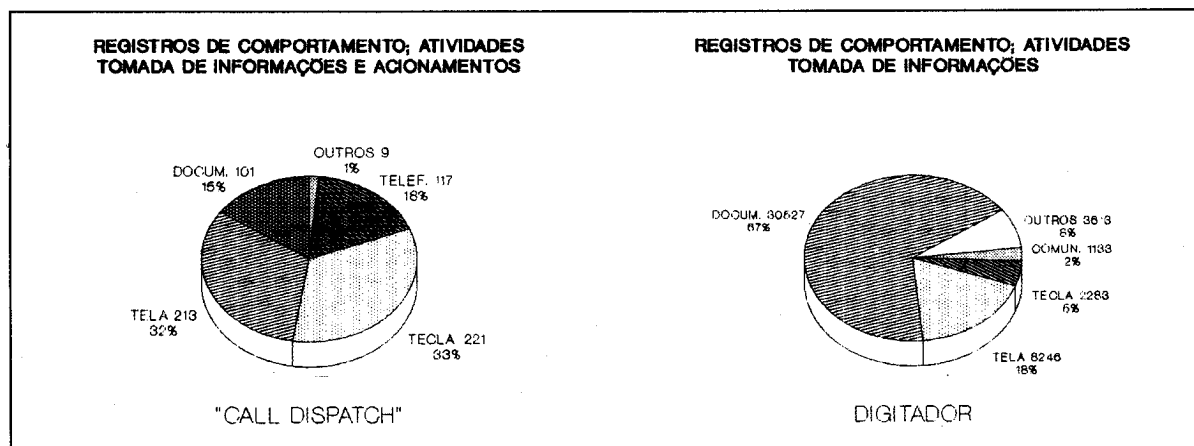 REGISTROS DE COMPORTAMENTO; ATIVIDADES
TOMADA DE INFORMAÇÕES E ACIONAMENTOS
OUTROS 9
1%
DOCUM. 101
15%
TELEF. 117
18%
TELA 213
32%
TECLA 221
33%
"CALL DISPATCH"
REGISTROS DE COMPORTAMENTO; ATIVIDADES
TOMADA DE INFORMAÇÕES
DOCUM. 30527
67%
OUTROS
8%
COMUN. 1133
2%
TECLA 2283
5%
TELA 8246
18%
DIGITADOR